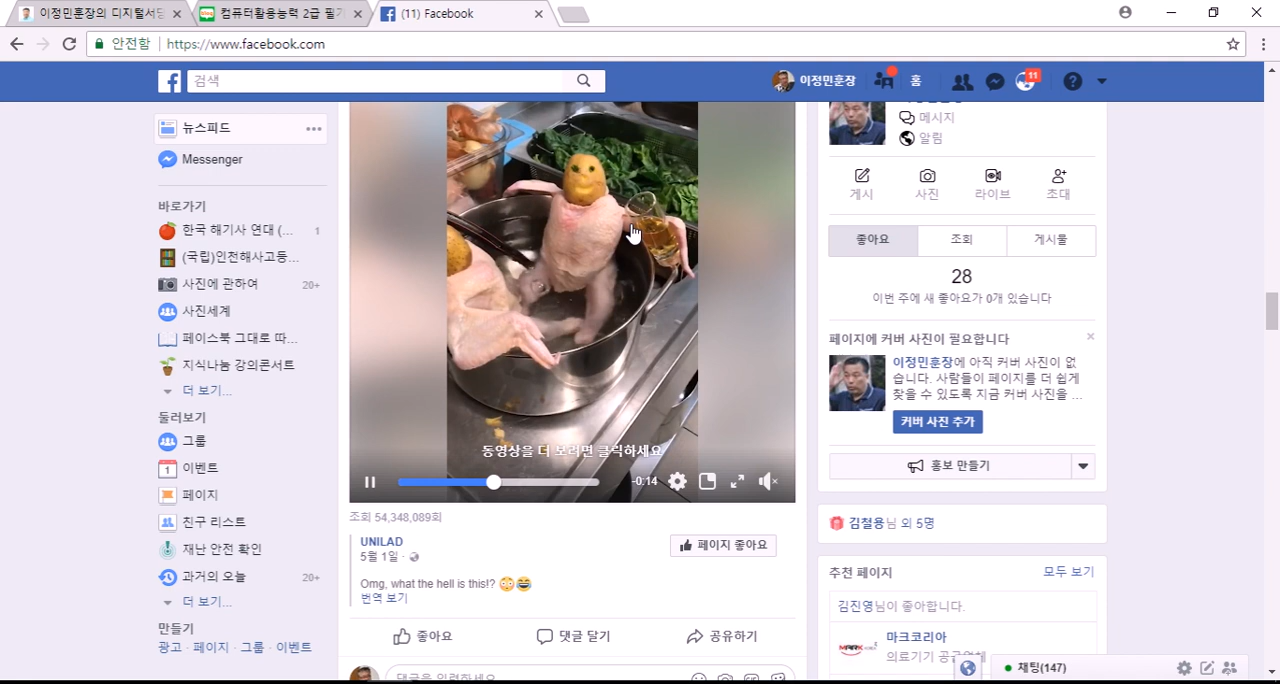 이정민훈장의 디지털서당
컴퓨터활용능력 2급 필기
(11) Facebook
안전함
https://www.facebook.com
검색
이정민훈장
홈
11
뉴스피드
Messenger
바로가기
한국 해기사 연대 (... 1
(국립)인천해사고등...
사진에 관하여 20+
사진세계
페이스북 그대로 따...
지식나눔 강의콘서트
더 보기...
둘러보기
그룹
이벤트
페이지
친구 리스트
재난 안전 확인
과거의 오늘 20+
더 보기...
만들기
광고 · 페이지 · 그룹 · 이벤트
동영상을 더 보려면 클릭하세요
-0:14
조회 54,348,089회
UNILAD
5월 1일 ·
페이지 좋아요
Omg, what the hell is this!? 😳😂
번역 보기
좋아요
댓글 달기
공유하기
댓글을 입력하세요
메시지
알림
게시
사진
라이브
초대
좋아요
조회
게시물
28
이번 주에 새 좋아요가 0개 있습니다
페이지에 커버 사진이 필요합니다
이정민훈장에 아직 커버 사진이 없
습니다. 사람들이 페이지를 더 쉽게
찾을 수 있도록 지금 커버 사진을 ...
커버 사진 추가
홍보 만들기
김철용님 외 5명
추천 페이지
모두 보기
김진영님이 좋아합니다.
마크코리아
의료기기
채팅(147)